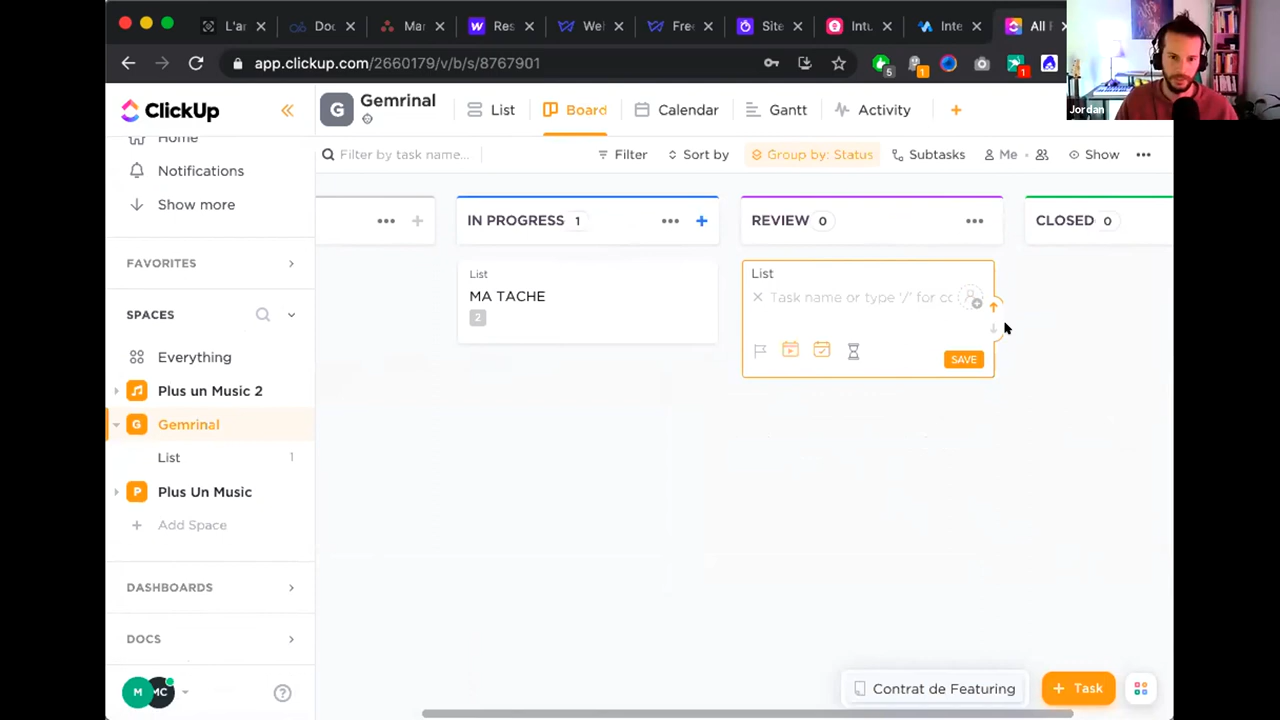 L'ar
Doc
Mar
Res
Wel
Free
Site
Intu
Inte
All F
app.clickup.com/2660179/v/b/s/8767901
5
1
1
Jordan
ClickUp
G
Gemrinal
List
Board
Calendar
Gantt
Activity
Home
Notifications
Show more
FAVORITES
SPACES
Everything
Plus un Music 2
G
Gemrinal
List
1
P
Plus Un Music
Add Space
DASHBOARDS
DOCS
M
MC
Filter by task name...
Filter
Sort by
Group by: Status
Subtasks
Me
Show
IN PROGRESS 1
REVIEW 0
CLOSED 0
List
MA TACHE
2
List
Task name or type '/' for co
SAVE
Contrat de Featuring
+ Task